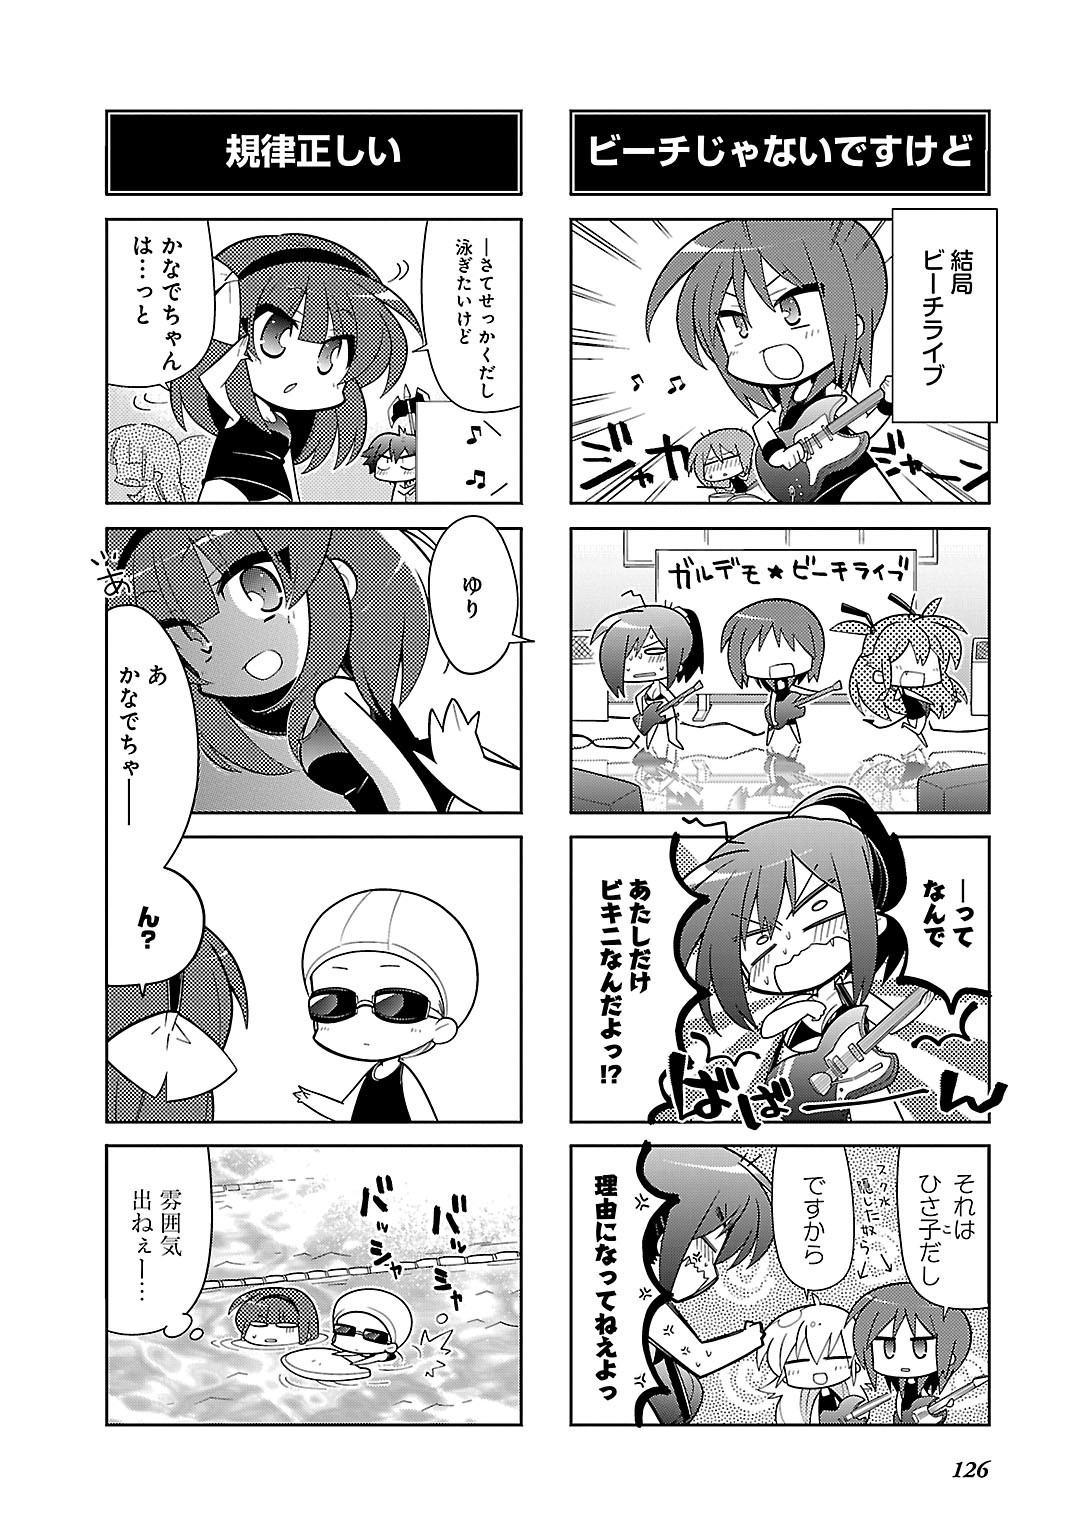 ビーチじゃないですけど
結局
ビーチライブ
ジャカジャカ
ジャーン
ガルデモ★ビーチライブ
―って
なんで
あたしだけ
ビキニなんだよっ!?
ばばーーん
それは
ひさ子だし
ですから
スク水
隠した奴ら
理由になってねえよっ
規律正しい
―さてせっかくだし
泳ぎたいけど
かなでちゃん
は…っと
ゆり
あ
かなでちゃ――
ん?
バシャッ
バシャッ
雰囲気
出ねぇー…
126